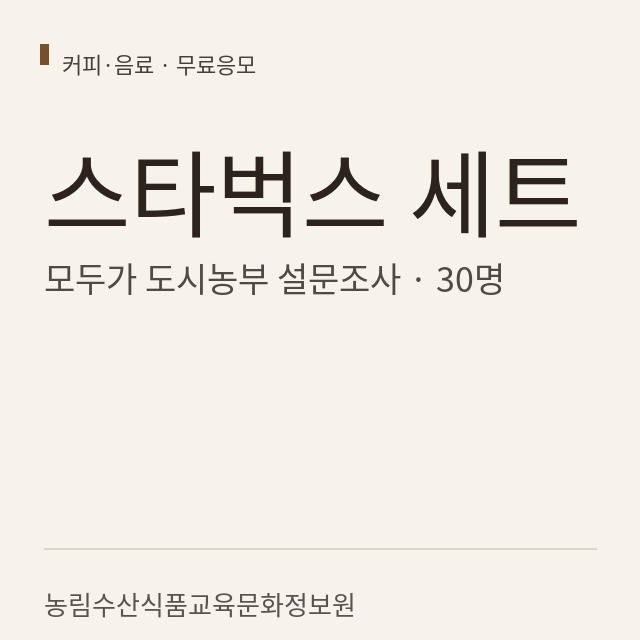 커피·음료 · 무료응모
스타벅스 세트
모두가 도시농부 설문조사 · 30명
농림수산식품교육문화정보원